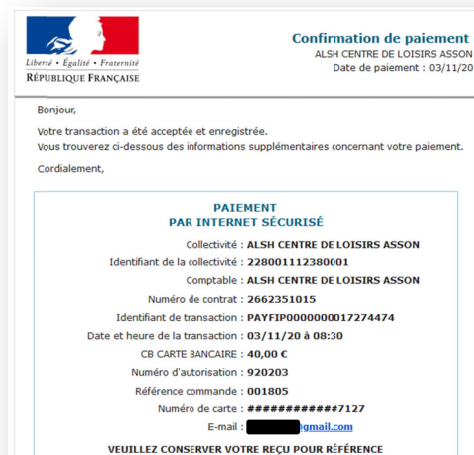 Liberté • Égalité • Fraternité
RÉPUBLIQUE FRANÇAISE
Confirmation de paiement
ALSH CENTRE DE LOISIRS ASSON
Date de paiement : 03/11/20
Bonjour,
Votre transaction a été acceptée et enregistrée.
Vous trouverez ci-dessous des informations supplémentaires concernant votre paiement.
Cordialement,
PAIEMENT
PAR INTERNET SÉCURISÉ
Collectivité : ALSH CENTRE DE LOISIRS ASSON
Identifiant de la collectivité : 228001112380001
Comptable : ALSH CENTRE DE LOISIRS ASSON
Numéro de contrat : 2662351015
Identifiant de transaction : PAYFIP0000000017274474
Date et heure de la transaction : 03/11/20 à 08:30
CB CARTE BANCAIRE : 40,00 €
Numéro d'autorisation : 920203
Référence commande : 001805
Numéro de carte : ############7127
E-mail : @gmail.com
VEUILLEZ CONSERVER VOTRE REÇU POUR RÉFÉRENCE